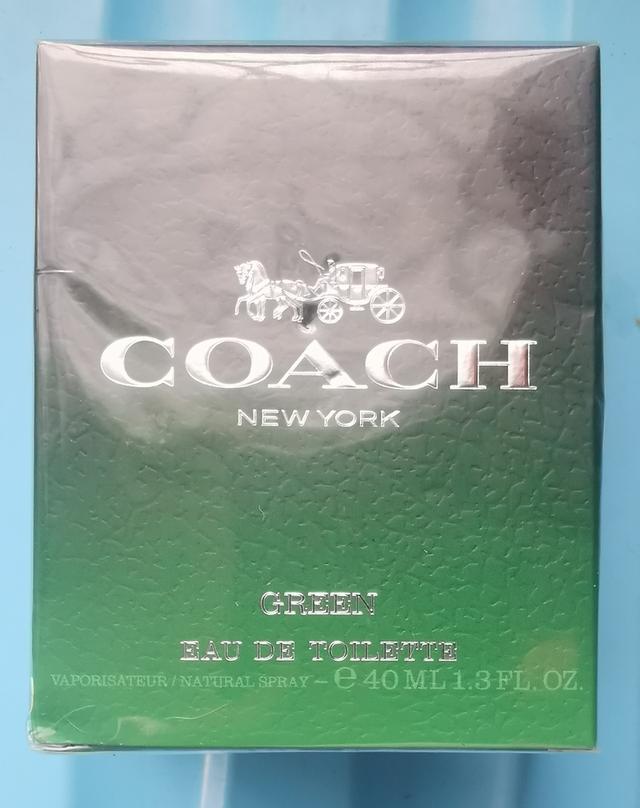 COACH
NEW YORK
GREEN
EAU DE TOILETTE
VAPORISATEUR / NATURAL SPRAY – ℮ 40 ML 1.3 FL. OZ.